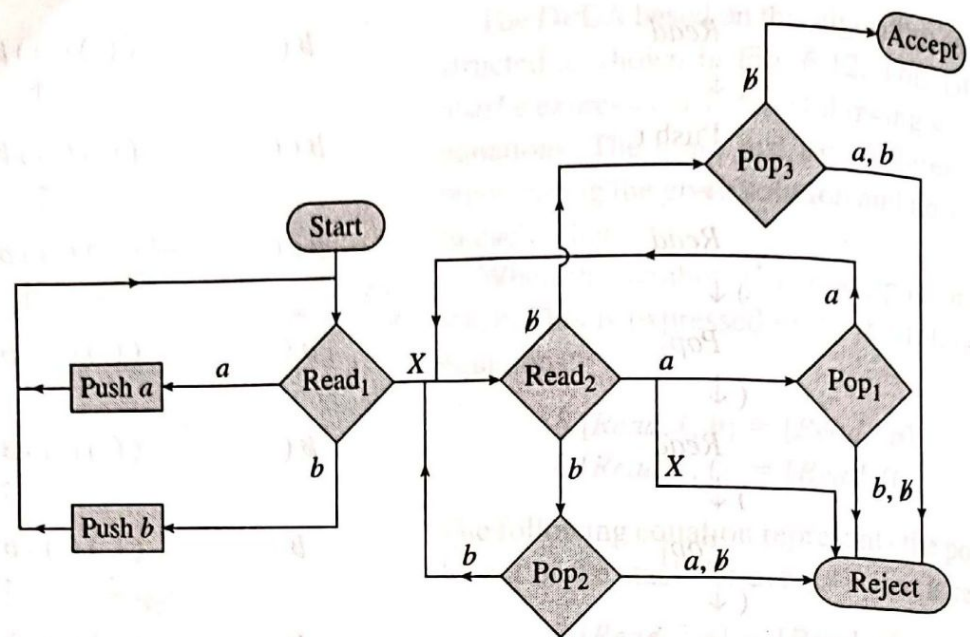 Accept
b̸
Pop₃
a, b
Start
a
b̸
X
Read₁
a
Push a
Read₂
a
Pop₁
b
X
b
b, b̸
Push b
b
Pop₂
a, b̸
Reject